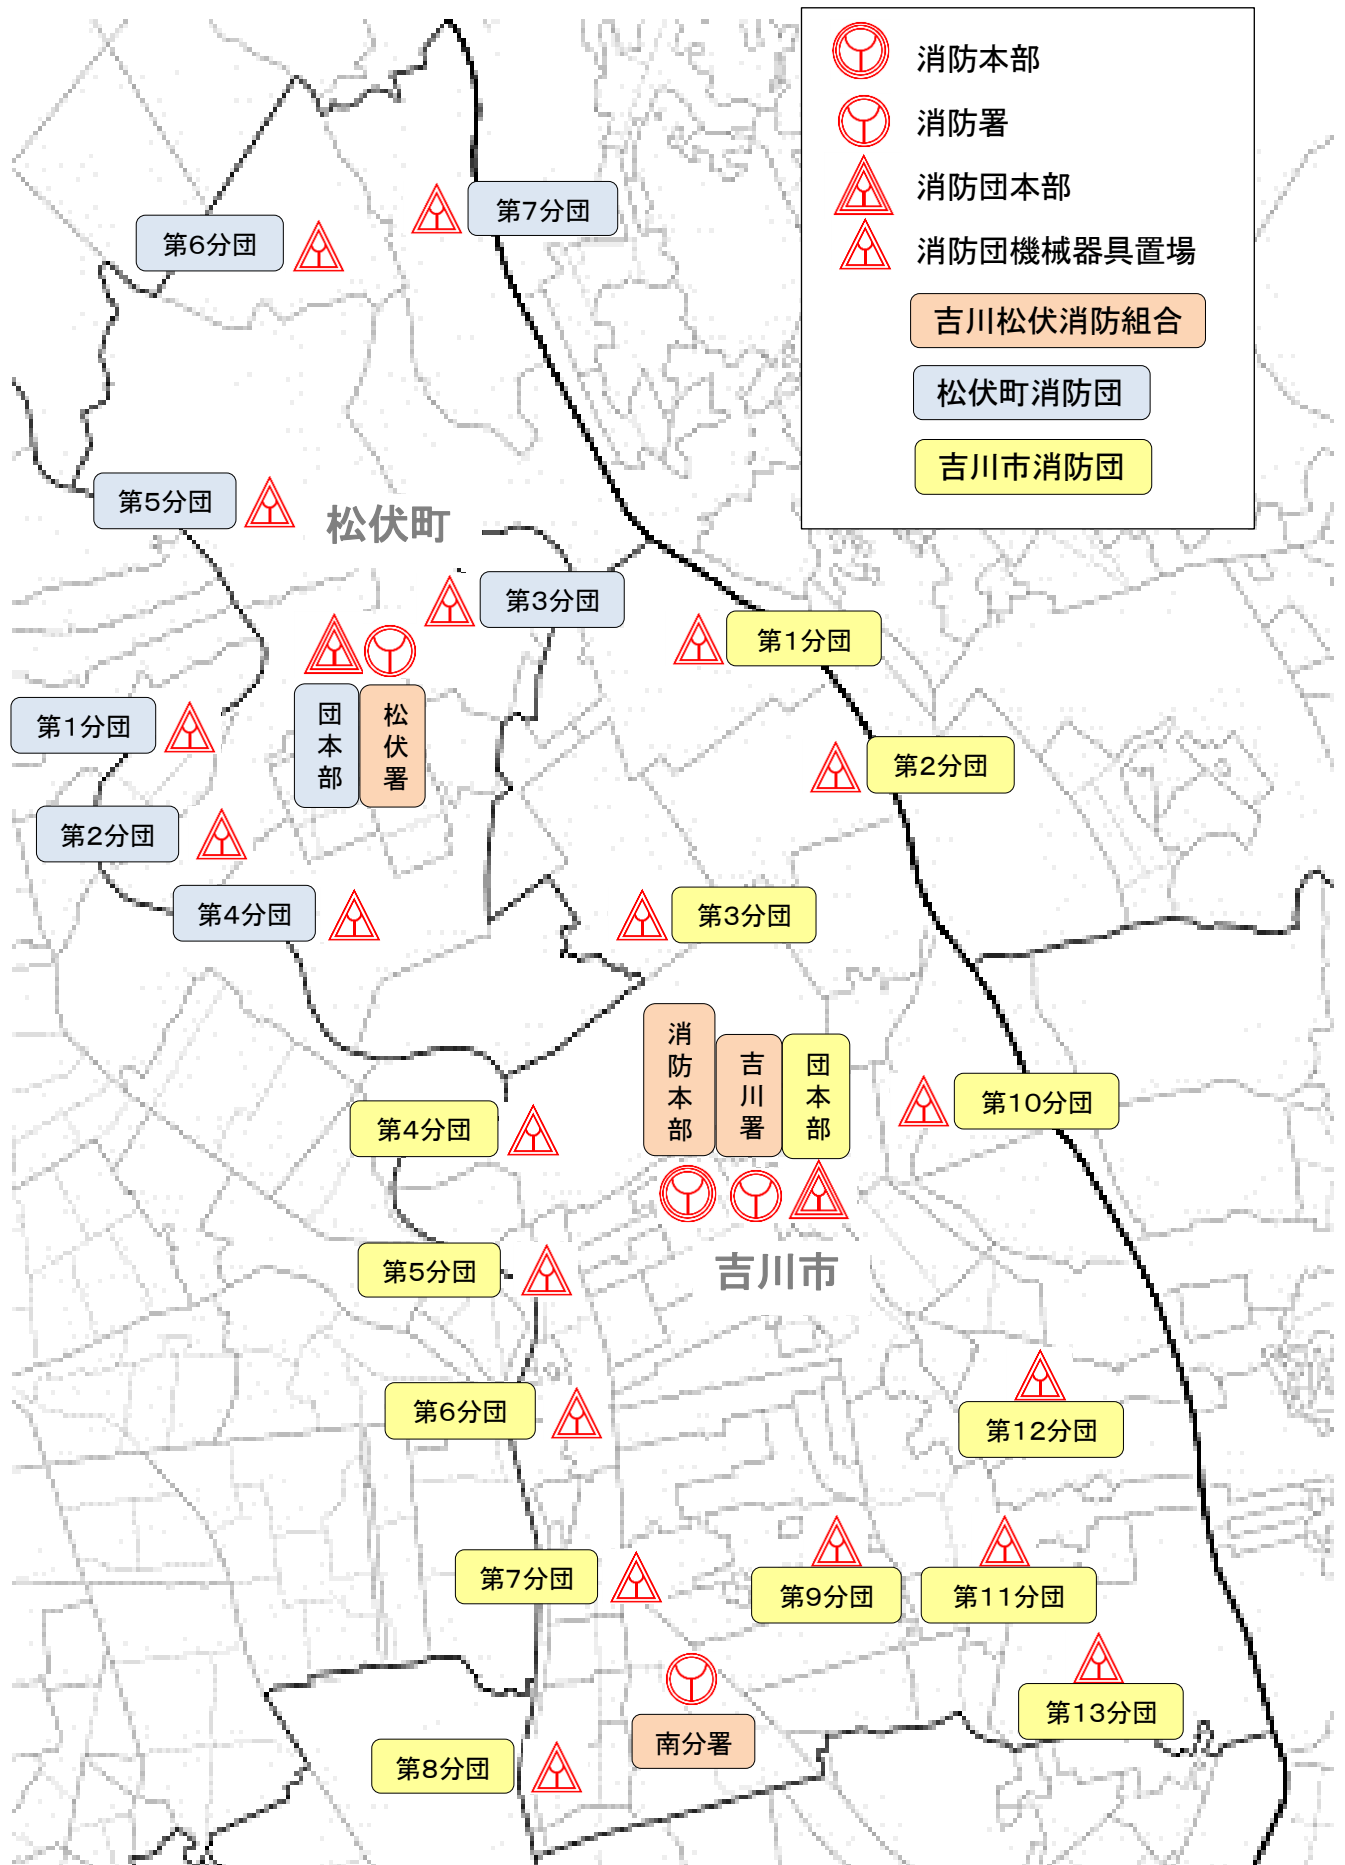 消防本部
消防署
消防団本部
消防団機械器具置場
吉川松伏消防組合
松伏町消防団
吉川市消防団
第7分団
第6分団
第5分団
松伏町
第3分団
第1分団
団本部
松伏署
第1分団
第2分団
第2分団
第4分団
第3分団
消防本部
吉川署
団本部
第10分団
第4分団
第5分団
吉川市
第6分団
第12分団
第7分団
第9分団
第11分団
第13分団
南分署
第8分団